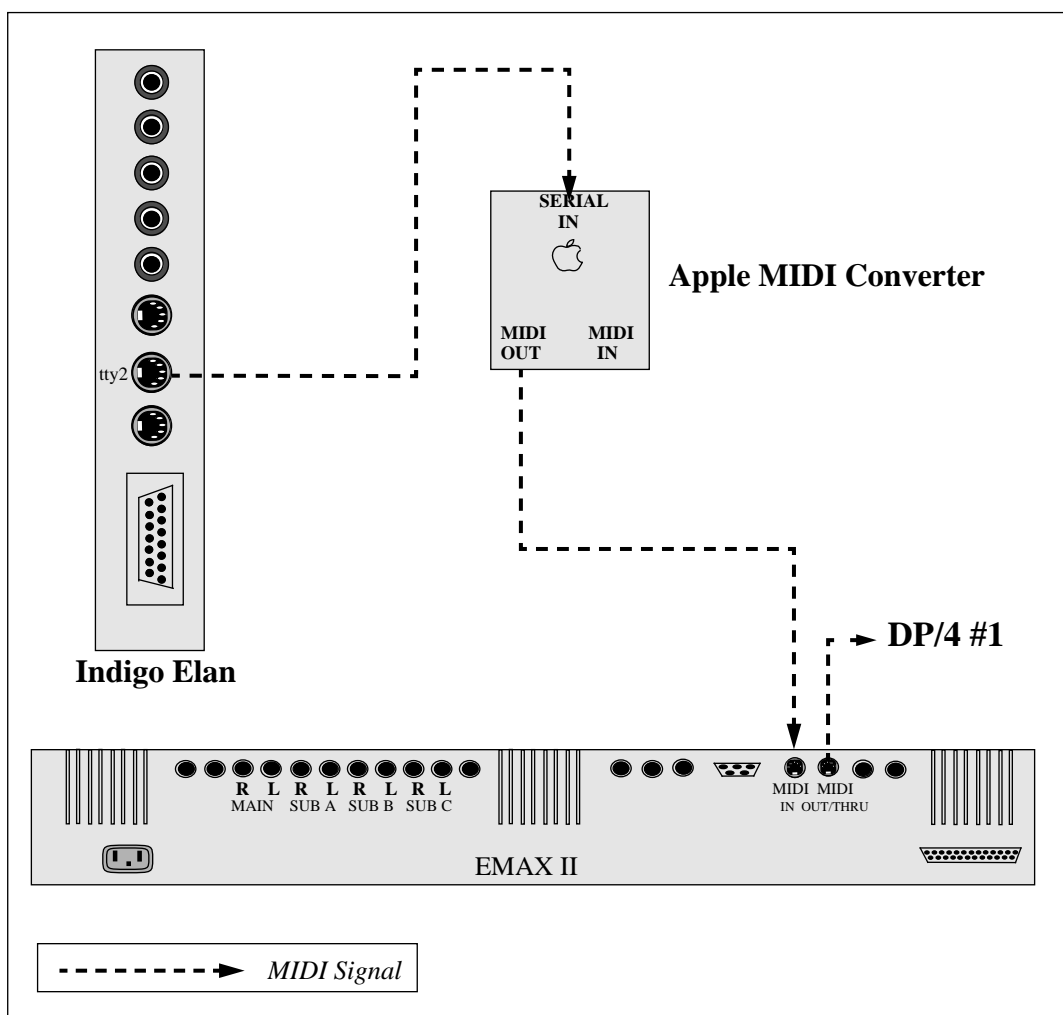 SERIAL
IN
Apple MIDI Converter
MIDI MIDI
OUT IN
tty2
Indigo Elan
DP/4 #1
R L R L R L R L
MAIN SUB A SUB B SUB C
MIDI MIDI
IN OUT/THRU
EMAX II
MIDI Signal